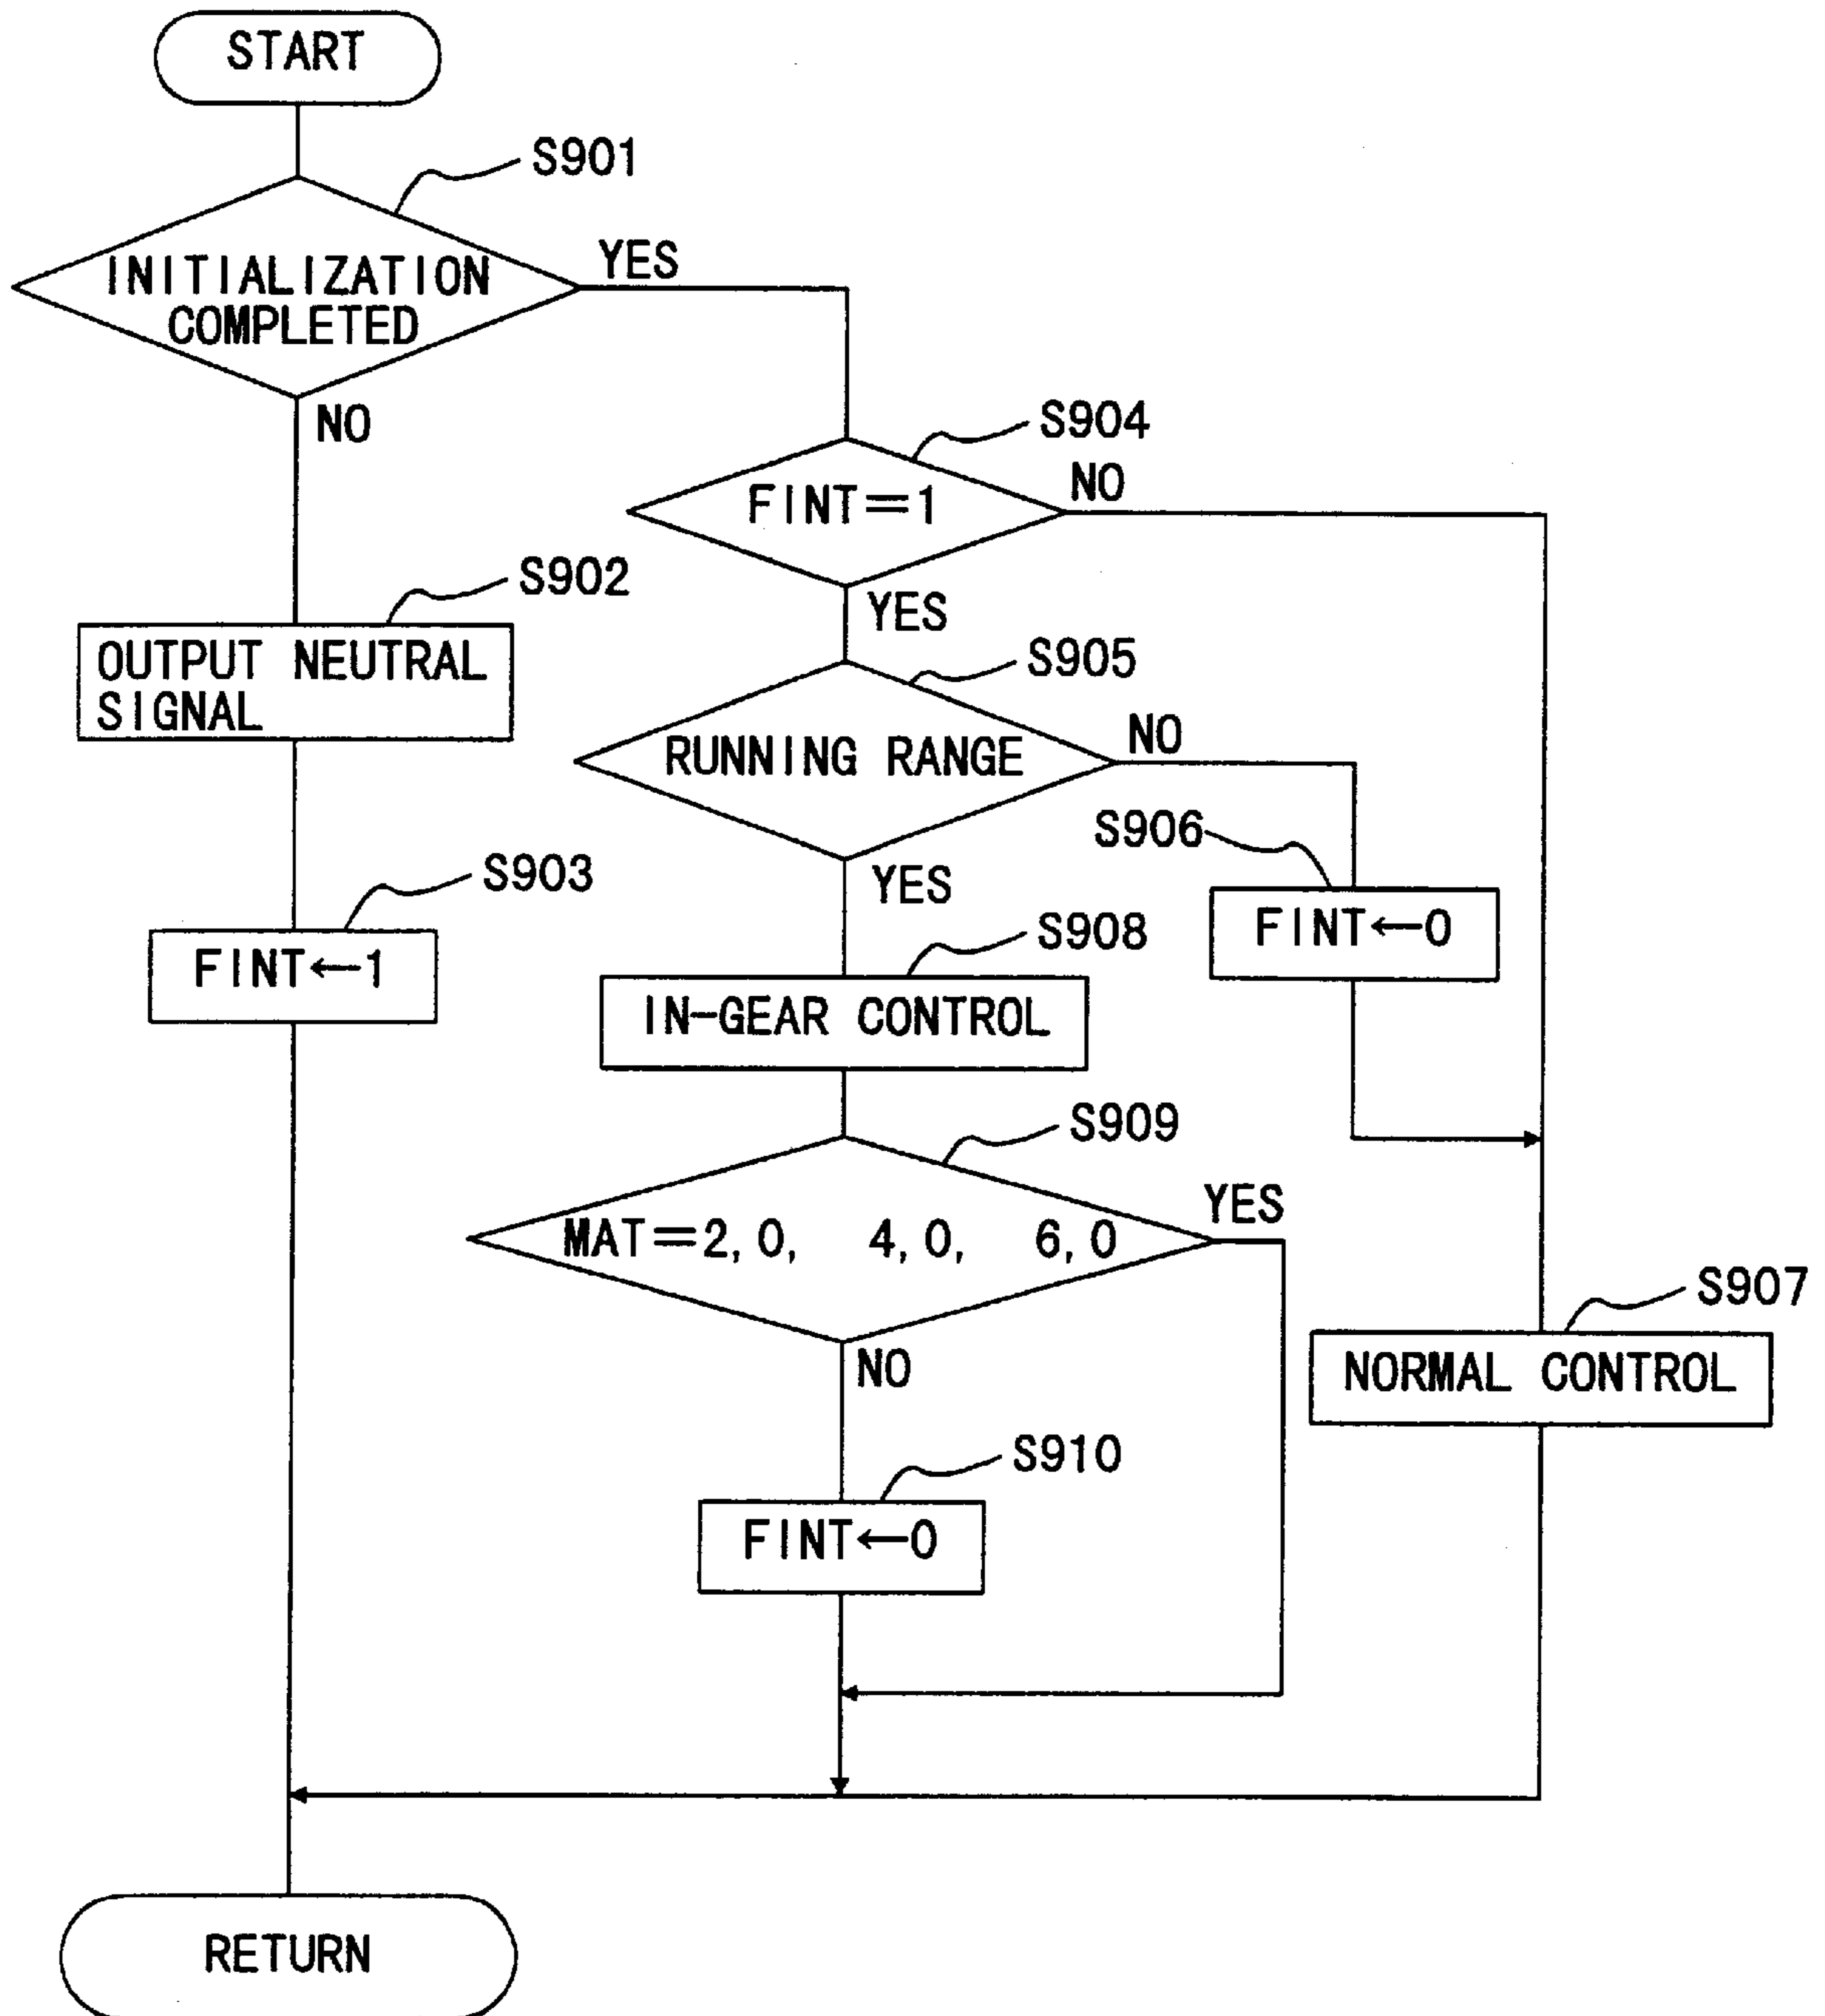 START
S901
INITIALIZATION
COMPLETED
YES
NO
S904
FINT=1
NO
YES
S902
OUTPUT NEUTRAL
SIGNAL
S905
RUNNING RANGE
NO
YES
S906
FINT←0
S903
FINT←1
S908
IN-GEAR CONTROL
S909
MAT=2,0, 4,0, 6,0
YES
NO
S907
NORMAL CONTROL
S910
FINT←0
RETURN